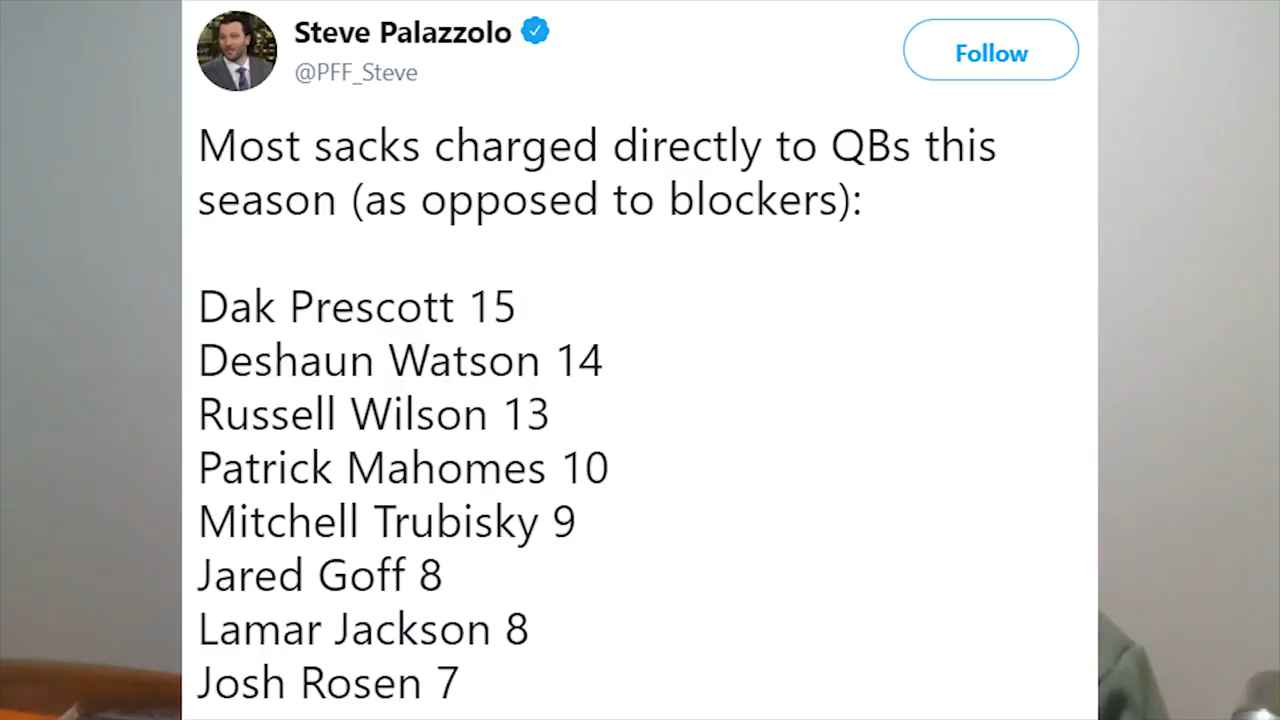 Steve Palazzolo
@PFF_Steve
Follow
Most sacks charged directly to QBs this
season (as opposed to blockers):
Dak Prescott 15
Deshaun Watson 14
Russell Wilson 13
Patrick Mahomes 10
Mitchell Trubisky 9
Jared Goff 8
Lamar Jackson 8
Josh Rosen 7